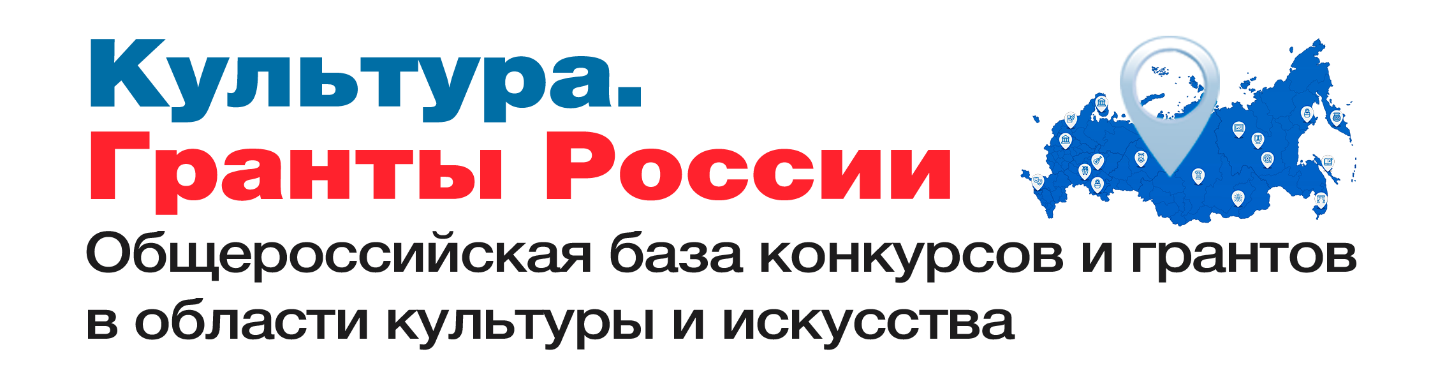 Культура.
Гранты России
Общероссийская база конкурсов и грантов
в области культуры и искусства